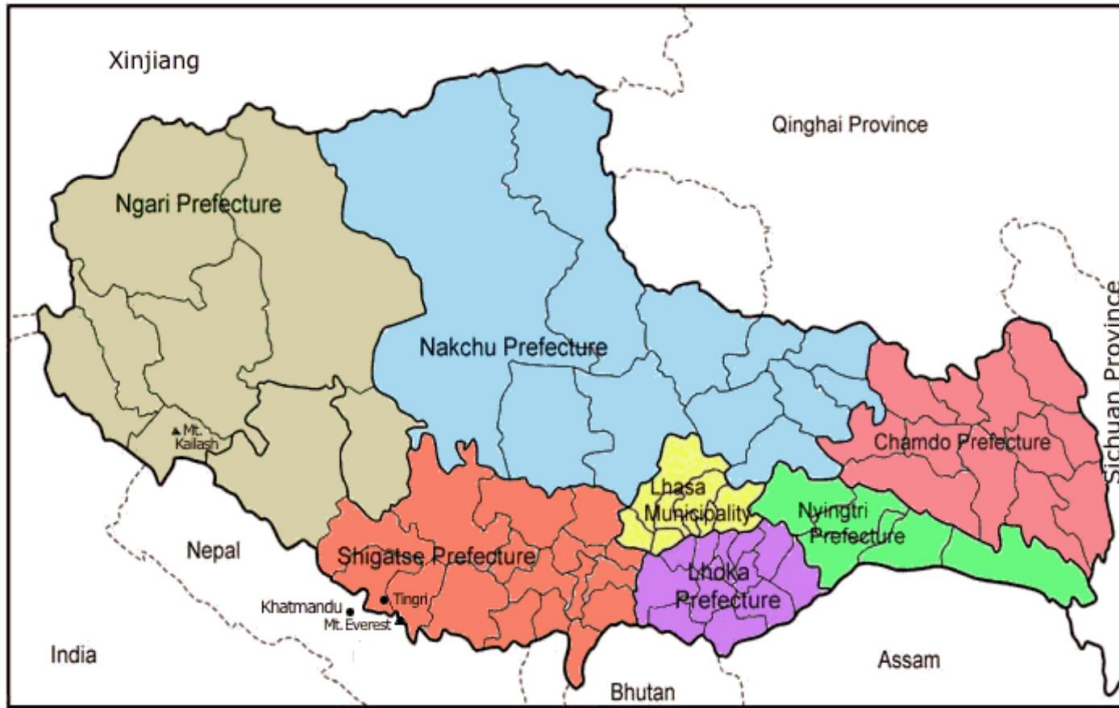 Xinjiang
Qinghai Province
Ngari Prefecture
Sichuan Province
Nakchu Prefecture
Mt.
Kailash
Chamdo Prefecture
Lhasa
Municipality
Nyingtri
Prefecture
Nepal
Shigatse Prefecture
Lhoka
Prefecture
Tingri
Khatmandu
Mt. Everest
India
Assam
Bhutan